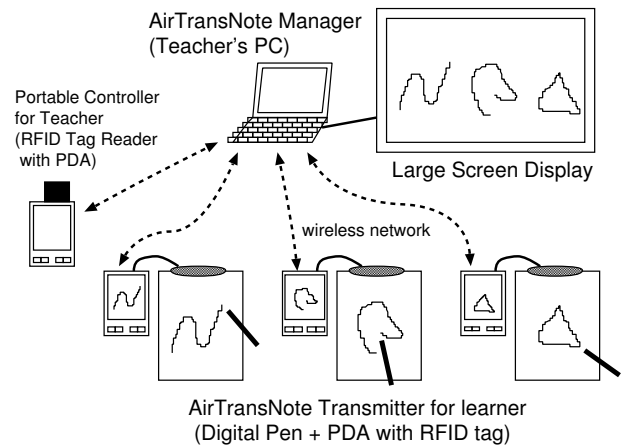 AirTransNote Manager
(Teacher's PC)
Portable Controller
for Teacher
(RFID Tag Reader
with PDA)
Large Screen Display
wireless network
AirTransNote Transmitter for learner
(Digital Pen + PDA with RFID tag)